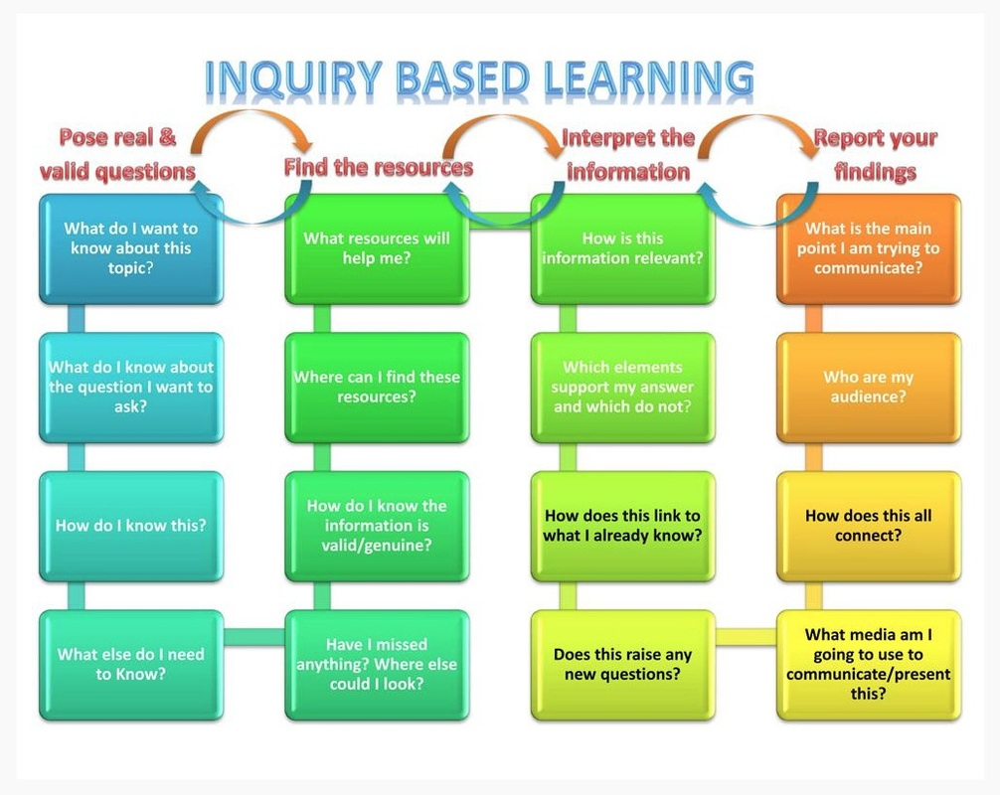 INQUIRY BASED LEARNING
Pose real &
valid questions
Find the resources
Interpret the
information
Report your
findings
What do I want to
know about this
topic?
What do I know about
the question I want to
ask?
How do I know this?
What else do I need
to Know?
What resources will
help me?
Where can I find these
resources?
How do I know the
information is
valid/genuine?
Have I missed
anything? Where else
could I look?
How is this
information relevant?
Which elements
support my answer
and which do not?
How does this link to
what I already know?
Does this raise any
new questions?
What is the main
point I am trying to
communicate?
Who are my
audience?
How does this all
connect?
What media am I
going to use to
communicate/present
this?